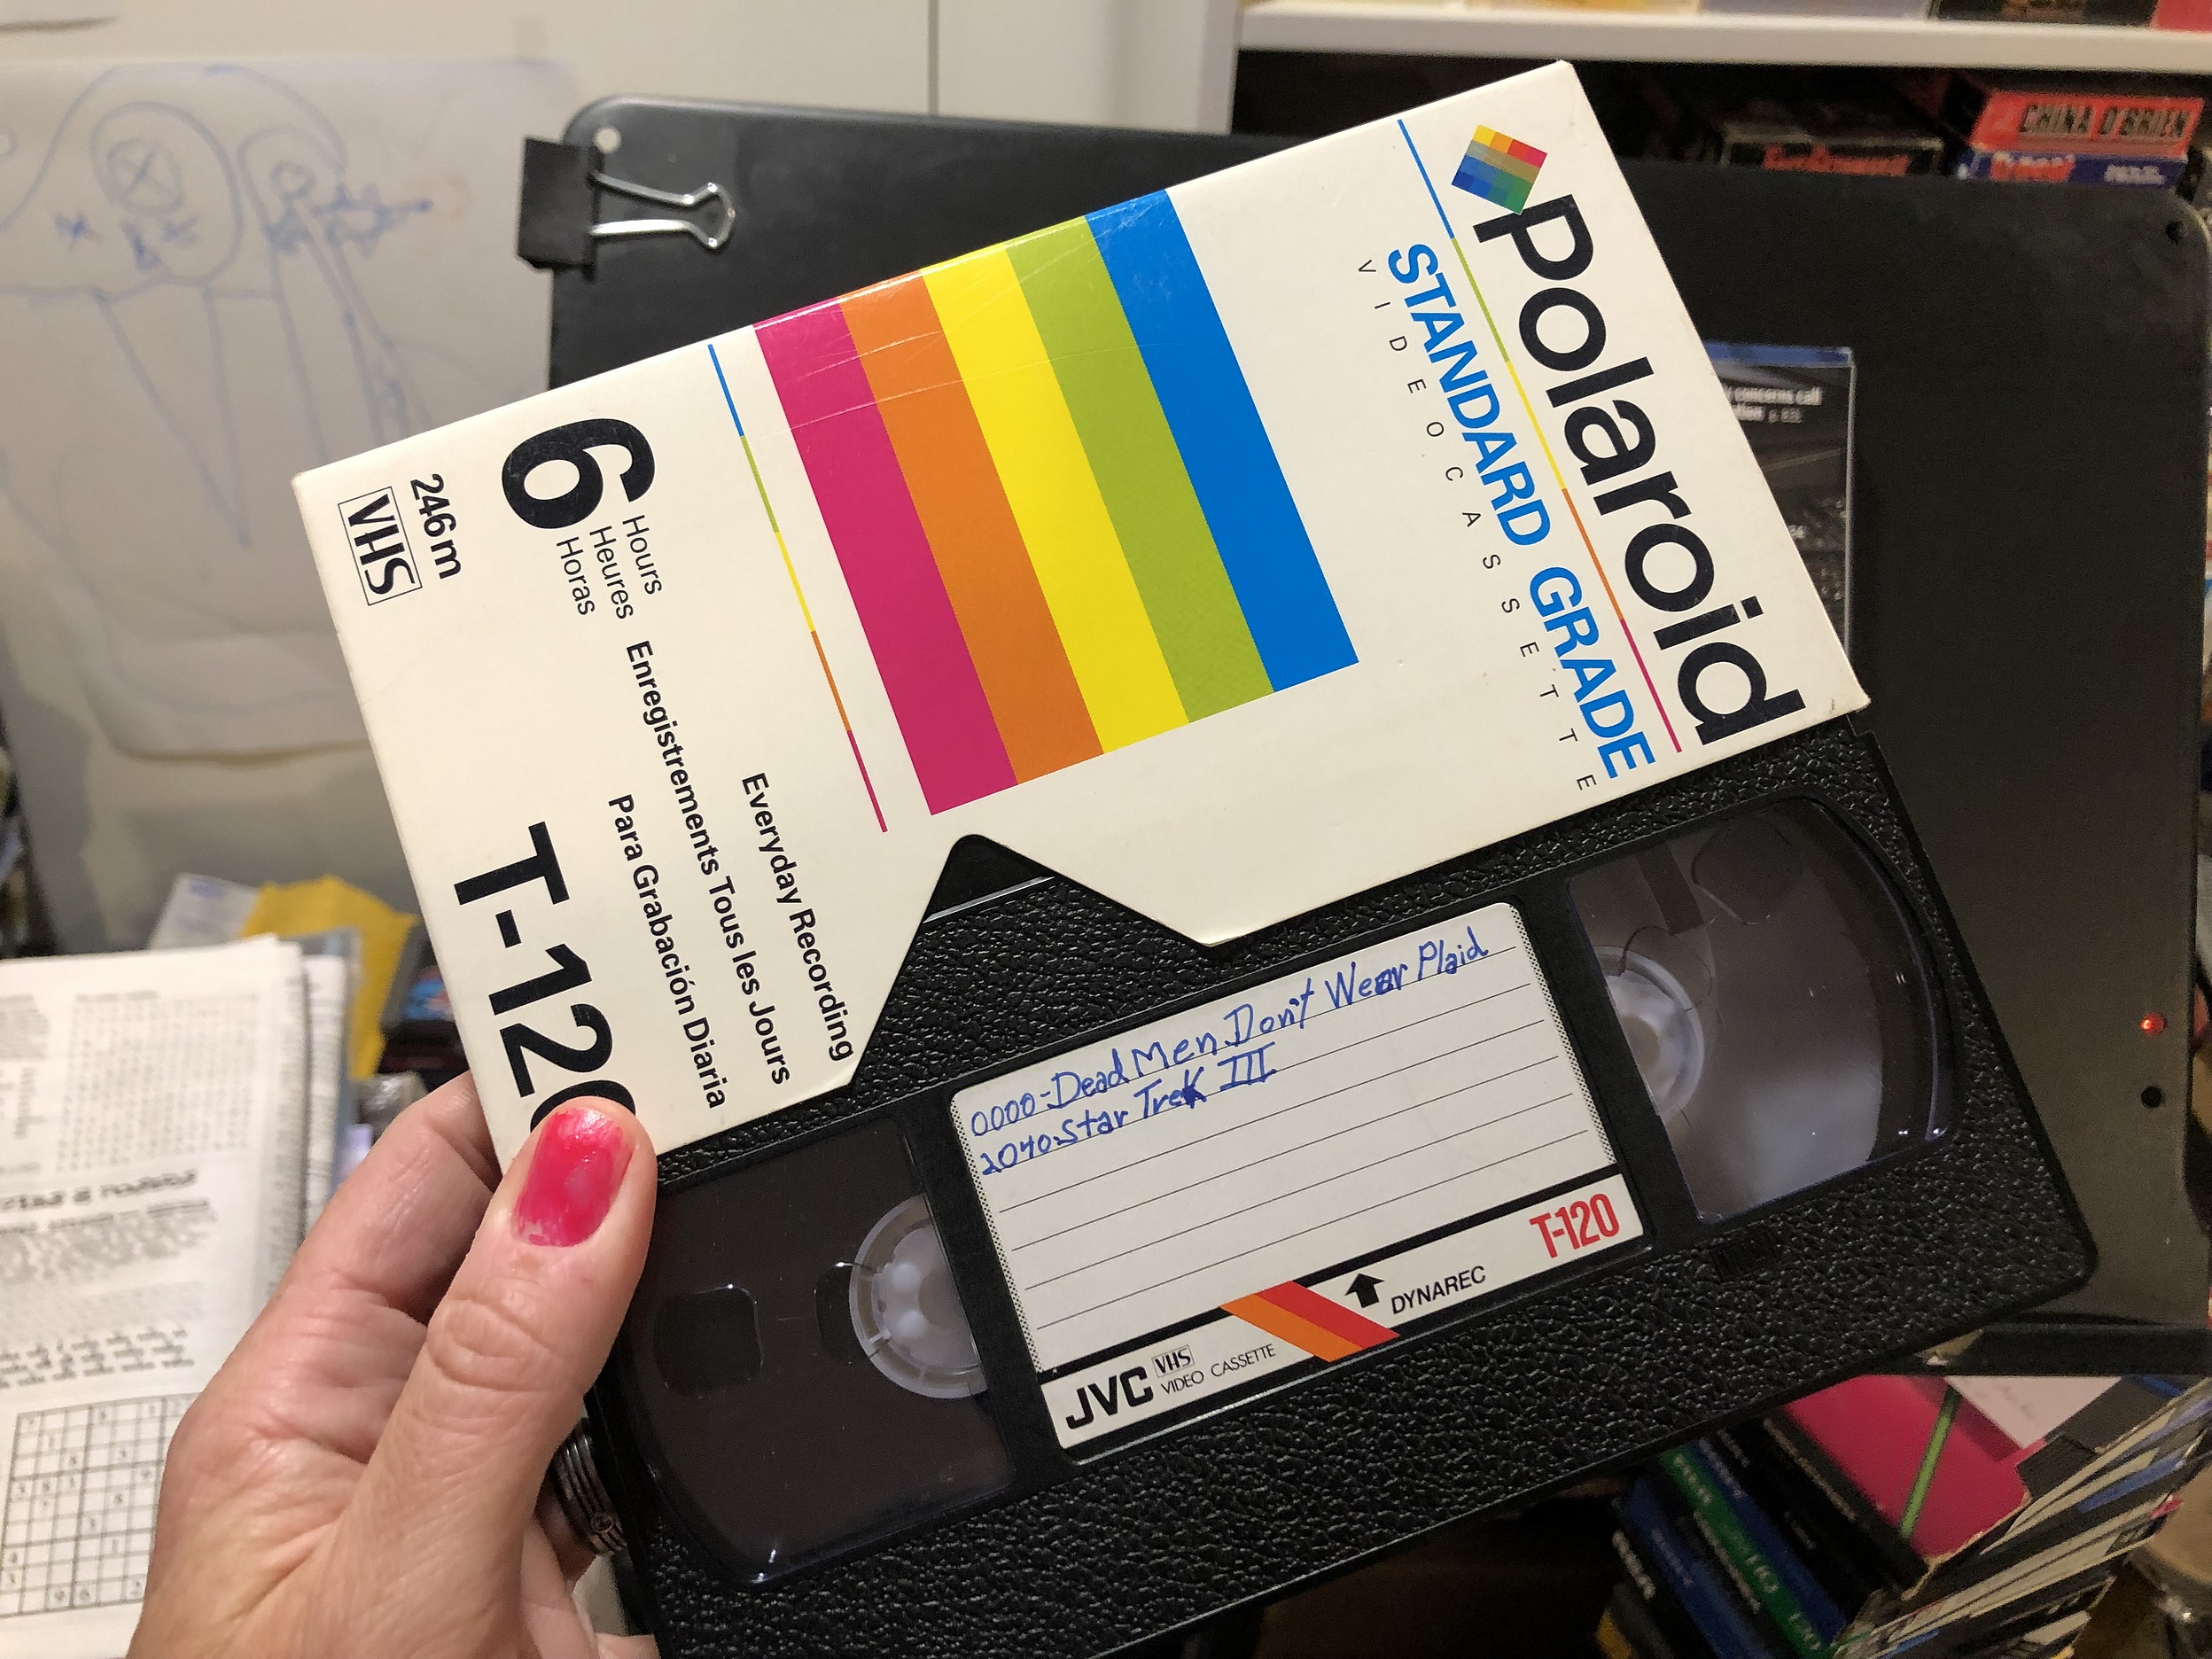 polaroid
STANDARD GRADE
VIDEOCASSETTE
6 Hours
Heures
Horas
246m
VHS
Everyday Recording
Enregistrements Tous les Jours
Para Grabación Diaria
T-120
0000-Dead Men Don't Wear Plaid
2040-Star Trek III
T-120
DYNAREC
JVC VHS
VIDEO CASSETTE
CHINA O'BRIEN